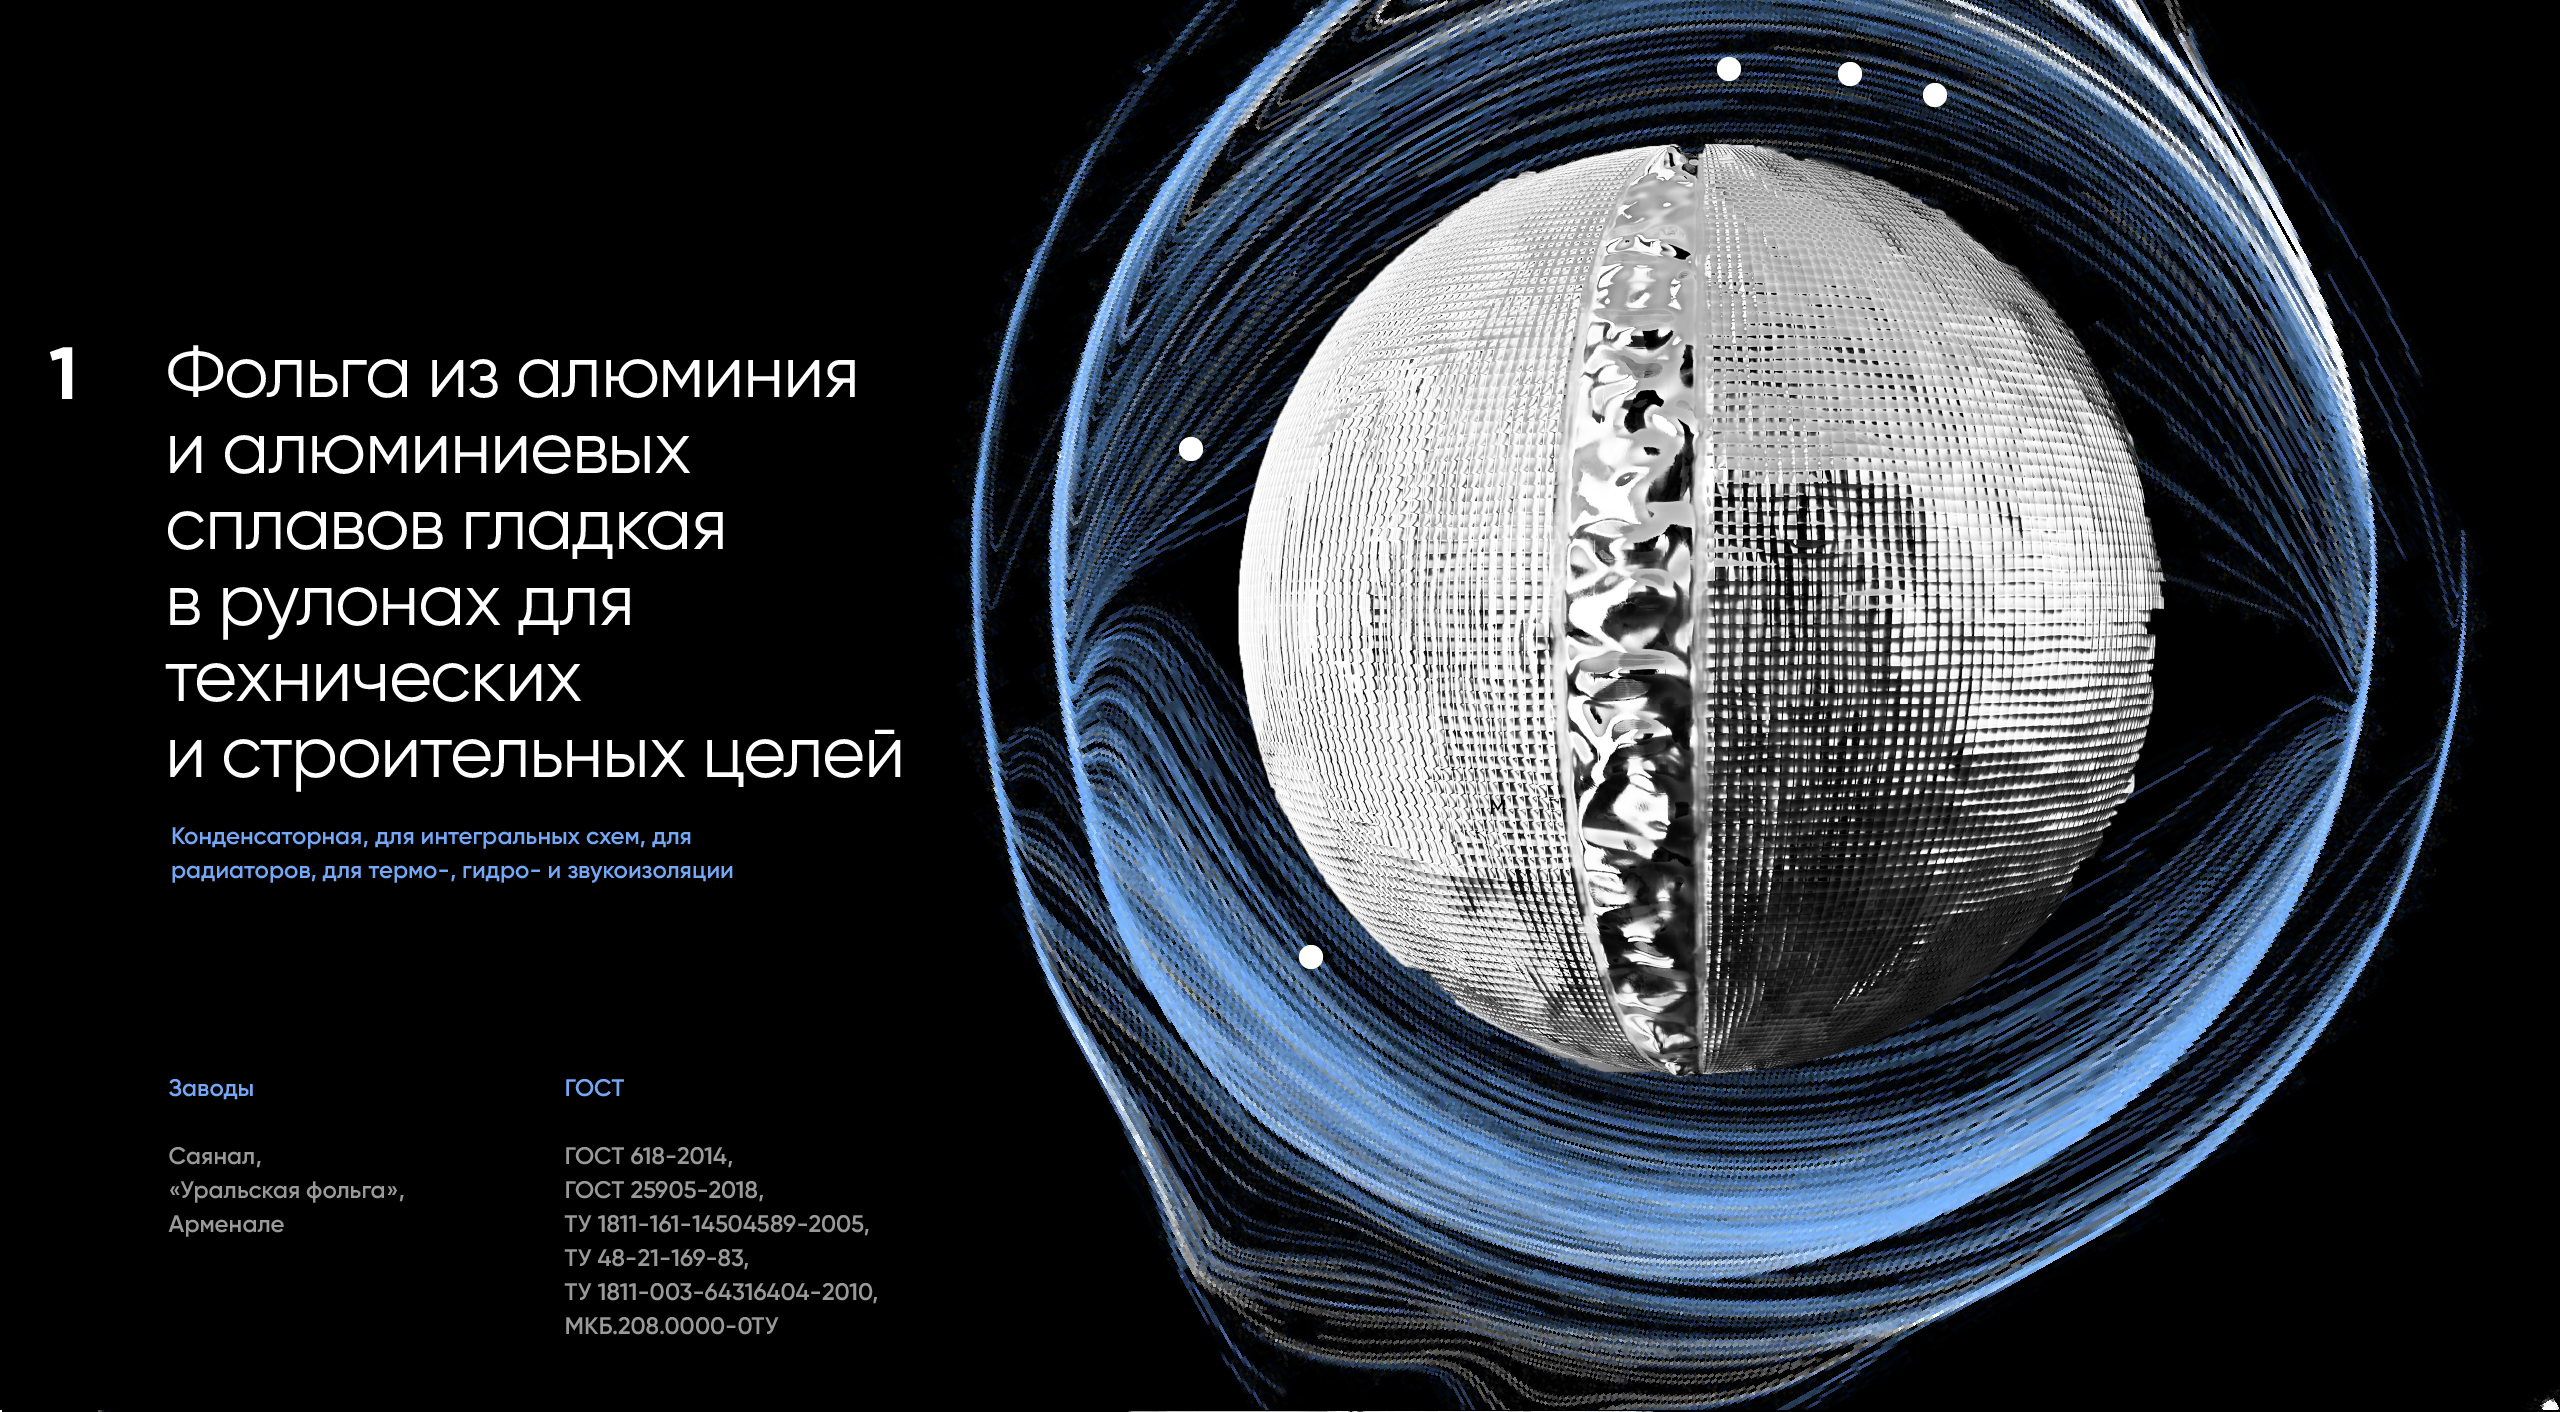 1
Фольга из алюминия
и алюминиевых
сплавов гладкая
в рулонах для
технических
и строительных целей
Конденсаторная, для интегральных схем, для
радиаторов, для термо-, гидро- и звукоизоляции
Заводы
Саянал,
«Уральская фольга»,
Арменале
ГОСТ
ГОСТ 618-2014,
ГОСТ 25905-2018,
ТУ 1811-161-14504589-2005,
ТУ 48-21-169-83,
ТУ 1811-003-64316404-2010,
МКБ.208.0000-0ТУ
м